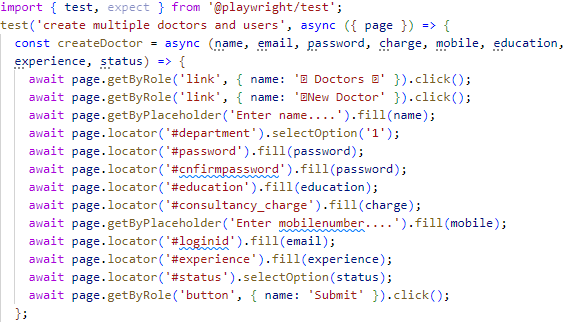 import { test, expect } from '@playwright/test';
test('create multiple doctors and users', async ({ page }) => {
const createDoctor = async (name, email, password, charge, mobile, education,
experience, status) => {
await page.getByRole('link', { name: ' Doctors ' }).click();
await page.getByRole('link', { name: 'New Doctor' }).click();
await page.getByPlaceholder('Enter name....').fill(name);
await page.locator('#department').selectOption('1');
await page.locator('#password').fill(password);
await page.locator('#cnfirmpassword').fill(password);
await page.locator('#education').fill(education);
await page.locator('#consultancy_charge').fill(charge);
await page.getByPlaceholder('Enter mobilenumber....').fill(mobile);
await page.locator('#loginid').fill(email);
await page.locator('#experience').fill(experience);
await page.locator('#status').selectOption(status);
await page.getByRole('button', { name: 'Submit' }).click();
};